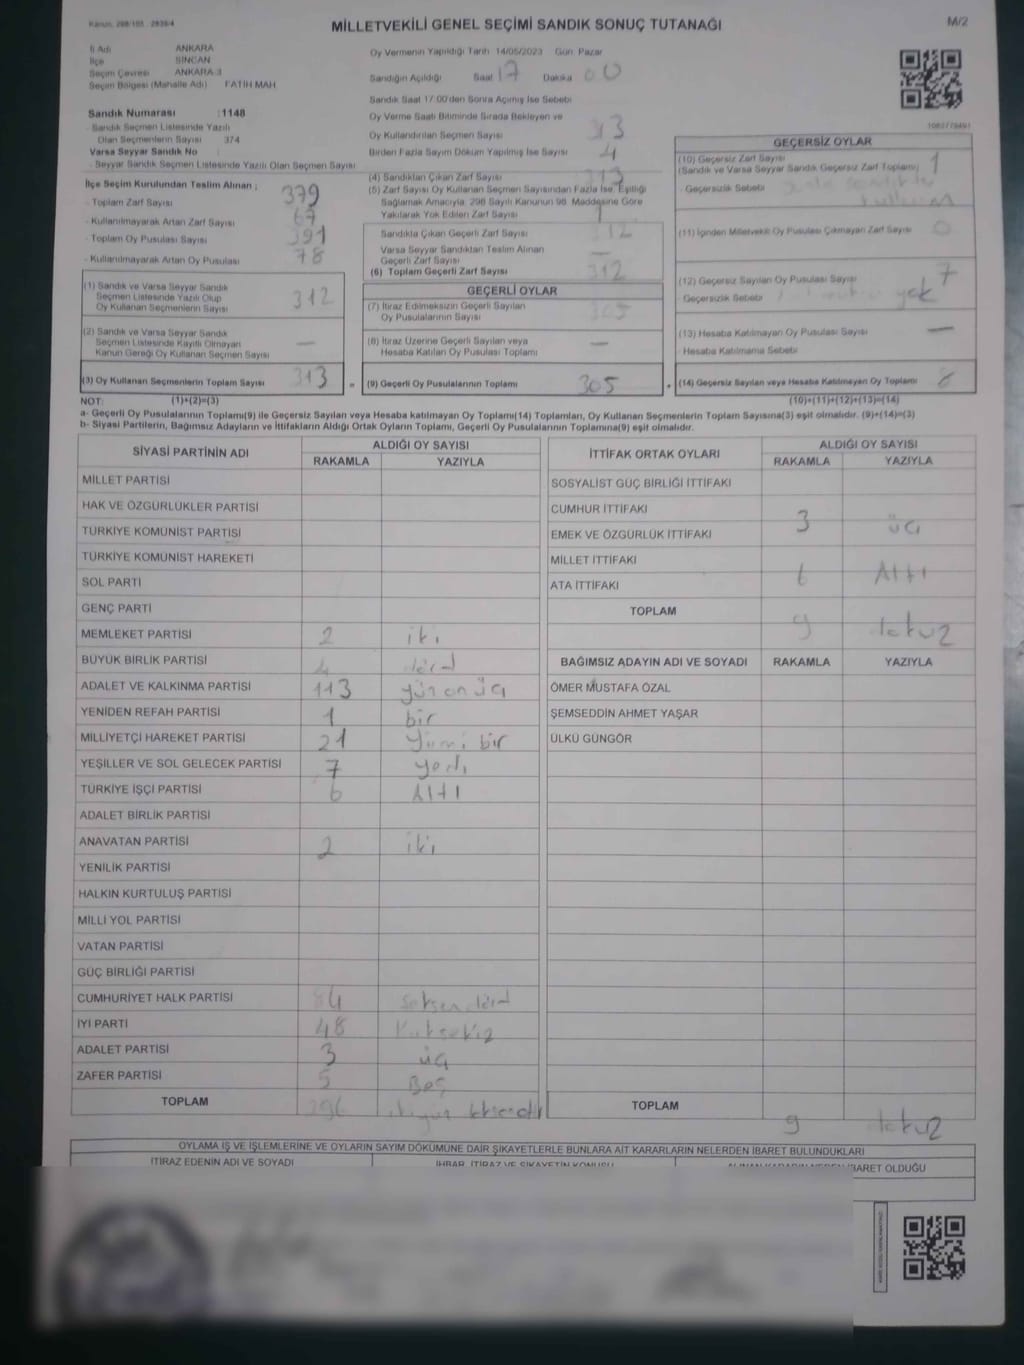 Kanun: 298/105 , 2839/4
MİLLETVEKİLİ GENEL SEÇİMİ SANDIK SONUÇ TUTANAĞI
M/2
İl Adı ANKARA
İlçe SİNCAN
Seçim Çevresi ANKARA 3
Seçim Bölgesi (Mahalle Adı) FATİH MAH.
Oy Vermenin Yapıldığı Tarih 14/05/2023 Gün: Pazar
Sandığın Açıldığı Saat 17 Dakika 00
Sandık Saat 17:00'den Sonra Açılmış İse Sebebi
Sandık Numarası :1148
- Sandık Seçmen Listesinde Yazılı
Olan Seçmenlerin Sayısı 374
Varsa Seyyar Sandık No :
- Seyyar Sandık Seçmen Listesinde Yazılı Olan Seçmen Sayısı
Oy Verme Saati Bitiminde Sırada Bekleyen ve
Oy Kullandırılan Seçmen Sayısı 313
Birden Fazla Sayım Döküm Yapılmış İse Sayısı 4
İlçe Seçim Kurulundan Teslim Alınan ;
- Toplam Zarf Sayısı 379
- Kullanılmayarak Artan Zarf Sayısı 67
- Toplam Oy Pusulası Sayısı 391
- Kullanılmayarak Artan Oy Pusulası 78
(4) Sandıktan Çıkan Zarf Sayısı 313
(5) Zarf Sayısı Oy Kullanan Seçmen Sayısından Fazla İse, Eşitliği
Sağlamak Amacıyla, 298 Sayılı Kanunun 98. Maddesine Göre
Yakılarak Yok Edilen Zarf Sayısı 1
Sandıkta Çıkan Geçerli Zarf Sayısı 312
Varsa Seyyar Sandıktan Teslim Alınan
Geçerli Zarf Sayısı —
(6) Toplam Geçerli Zarf Sayısı 312
GEÇERSİZ OYLAR
(10) Geçersiz Zarf Sayısı 1
(Sandık ve Varsa Seyyar Sandık Geçersiz Zarf Toplamı)
- Geçersizlik Sebebi
(11) İçinden Milletvekili Oy Pusulası Çıkmayan Zarf Sayısı 0
(12) Geçersiz Sayılan Oy Pusulası Sayısı 7
Geçersizlik Sebebi yok
(13) Hesaba Katılmayan Oy Pusulası Sayısı —
- Hesaba Katılmama Sebebi
(14) Geçersiz Sayılan veya Hesaba Katılmayan Oy Toplamı 8
(10)+(11)+(12)+(13)=(14)
(1) Sandık ve Varsa Seyyar Sandık
Seçmen Listesinde Yazılı Olup
Oy Kullanan Seçmenlerin Sayısı 312
(2) Sandık ve Varsa Seyyar Sandık
Seçmen Listesinde Kayıtlı Olmayan
Kanun Gereği Oy Kullanan Seçmen Sayısı —
(3) Oy Kullanan Seçmenlerin Toplam Sayısı 313 =
GEÇERLİ OYLAR
(7) İtiraz Edilmeksizin Geçerli Sayılan
Oy Pusulalarının Sayısı 305
(8) İtiraz Üzerine Geçerli Sayılan veya
Hesaba Katılan Oy Pusulası Toplamı —
(9) Geçerli Oy Pusulalarının Toplamı 305 +
NOT: (1)+(2)=(3)
a- Geçerli Oy Pusulaları Toplamı(9) ile Geçersiz Sayılan veya Hesaba katılmayan Oy Toplamı(14) Toplamları, Oy Kullanan Seçmenlerin Toplam Sayısına(3) eşit olmalıdır. (9)+(14)=(3)
b- Siyasi Partilerin, Bağımsız Adayların ve İttifakların Aldığı Ortak Oyların Toplamı, Geçerli Oy Pusulalarının Toplamına(9) eşit olmalıdır.
SİYASİ PARTİNİN ADI ALDIĞI OY SAYISI
RAKAMLA YAZIYLA
MİLLET PARTİSİ
HAK VE ÖZGÜRLÜKLER PARTİSİ
TÜRKİYE KOMÜNİST PARTİSİ
TÜRKİYE KOMÜNİST HAREKETİ
SOL PARTİ
GENÇ PARTİ
MEMLEKET PARTİSİ 2 iki
BÜYÜK BİRLİK PARTİSİ 4 dört
ADALET VE KALKINMA PARTİSİ 113 yüz on üç
YENİDEN REFAH PARTİSİ 1 bir
MİLLİYETÇİ HAREKET PARTİSİ 21 yirmi bir
YEŞİLLER VE SOL GELECEK PARTİSİ 7 yedi
TÜRKİYE İŞÇİ PARTİSİ 6 Altı
ADALET BİRLİK PARTİSİ
ANAVATAN PARTİSİ 2 iki
YENİLİK PARTİSİ
HALKIN KURTULUŞ PARTİSİ
MİLLİ YOL PARTİSİ
VATAN PARTİSİ
GÜÇ BİRLİĞİ PARTİSİ
CUMHURİYET HALK PARTİSİ 84 seksendört
İYİ PARTİ 48 kırksekiz
ADALET PARTİSİ 3 üç
ZAFER PARTİSİ 5 Beş
TOPLAM 296
İTTİFAK ORTAK OYLARI ALDIĞI OY SAYISI
RAKAMLA YAZIYLA
SOSYALİST GÜÇ BİRLİĞİ İTTİFAKI
CUMHUR İTTİFAKI 3 üç
EMEK VE ÖZGÜRLÜK İTTİFAKI
MİLLET İTTİFAKI 6 Altı
ATA İTTİFAKI
TOPLAM 9 dokuz
BAĞIMSIZ ADAYIN ADI VE SOYADI RAKAMLA YAZIYLA
ÖMER MUSTAFA ÖZAL
ŞEMSEDDİN AHMET YAŞAR
ÜLKÜ GÜNGÖR
TOPLAM 9 dokuz
OYLAMA İŞ VE İŞLEMLERİNE VE OYLARIN SAYIM DÖKÜMÜNE DAİR ŞİKAYETLERLE BUNLARA AİT KARARLARIN NELERDEN İBARET BULUNDUKLARI
İTİRAZ EDENİN ADI VE SOYADI İHBAR, İTİRAZ VE ŞİKAYETİN KONUSU İBARET OLDUĞU